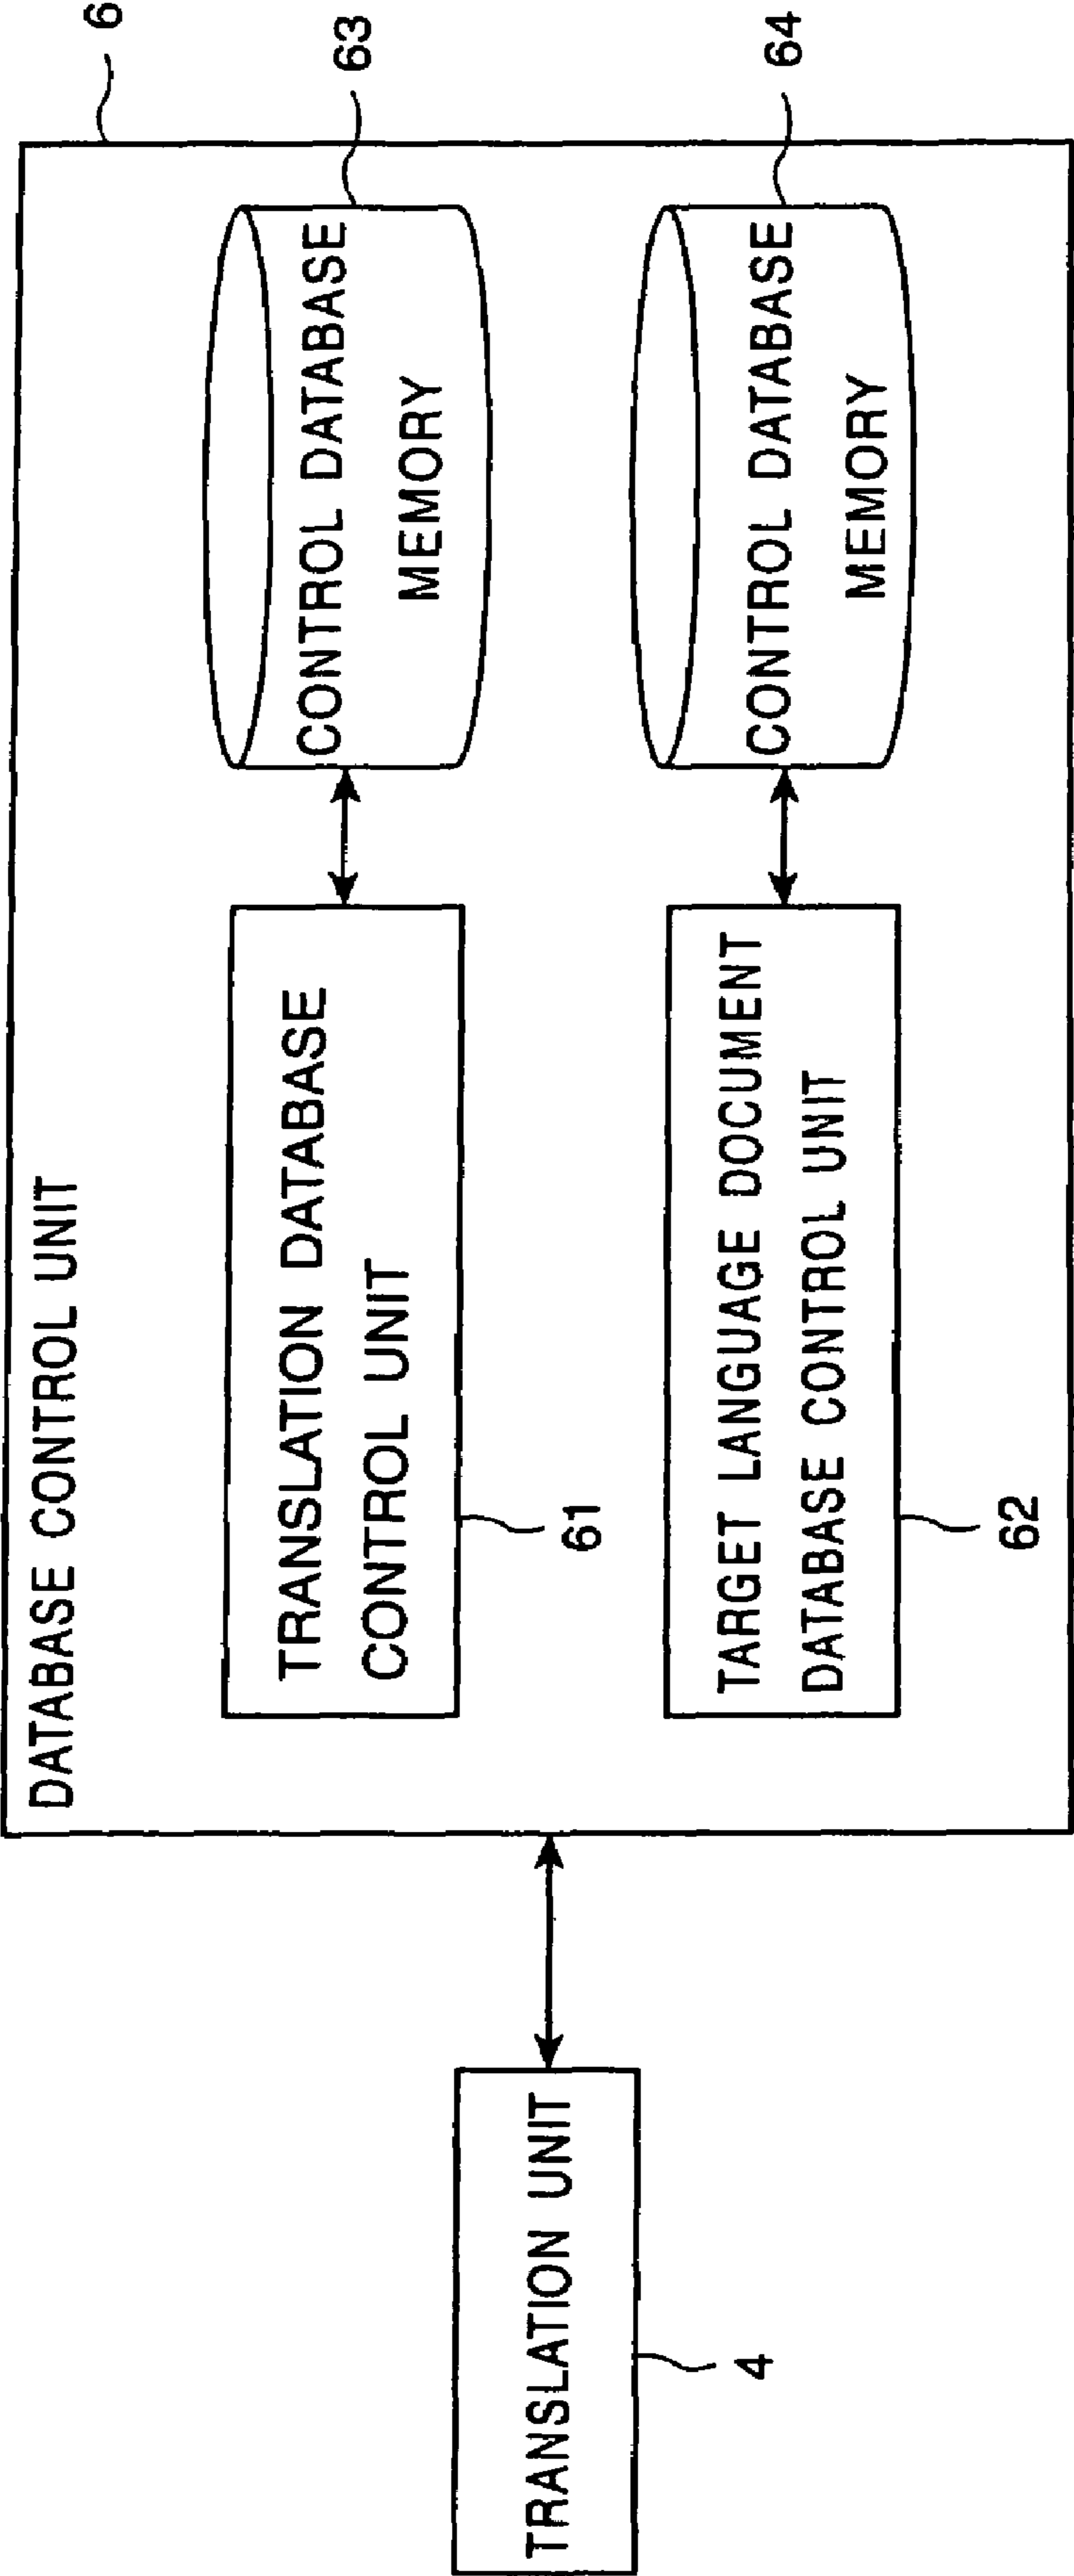 DATABASE CONTROL UNIT
6
TRANSLATION DATABASE
CONTROL UNIT
61
CONTROL DATABASE
MEMORY
63
TRANSLATION UNIT
4
TARGET LANGUAGE DOCUMENT
DATABASE CONTROL UNIT
62
CONTROL DATABASE
MEMORY
64